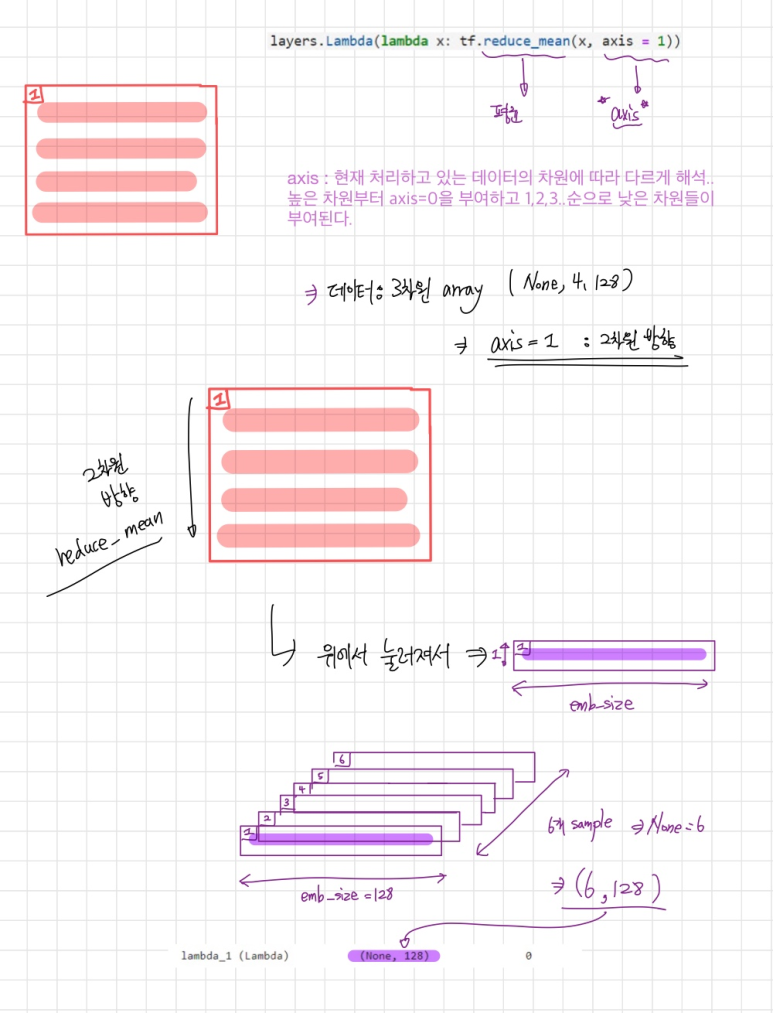 layers.Lambda(lambda x: tf.reduce_mean(x, axis = 1))
평균
*axis*
1
axis : 현재 처리하고 있는 데이터의 차원에 따라 다르게 해석..
높은 차원부터 axis=0을 부여하고 1,2,3..순으로 낮은 차원들이
부여된다.
⇒ 데이터: 3차원 array (None, 4, 128)
⇒ axis = 1 : 2차원 방향
1
2차원
방향
reduce_mean
위에서 눌러져서 ⇒ 1 1
emb_size
6
5
4
3
2
1
6개 sample ⇒ None = 6
emb_size = 128
⇒ (6, 128)
lambda_1 (Lambda) (None, 128) 0